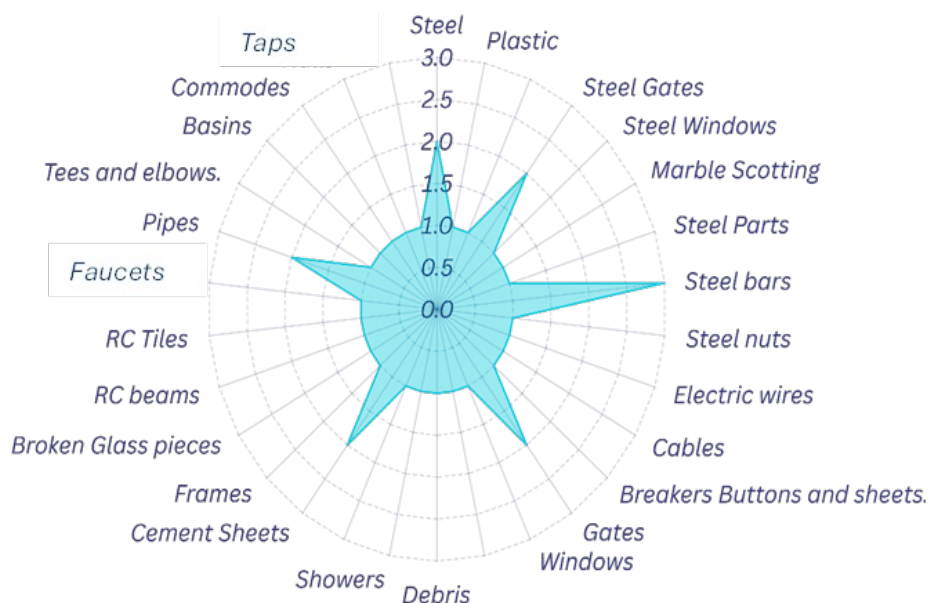 Steel
Taps
Plastic
3.0
Commodes
Steel Gates
2.5
Basins
Steel Windows
2.0
Tees and elbows.
Marble Scotting
1.5
Pipes
Steel Parts
1.0
Faucets
Steel bars
0.5
0.0
RC Tiles
Steel nuts
RC beams
Electric wires
Broken Glass pieces
Cables
Frames
Breakers Buttons and sheets.
Cement Sheets
Gates
Windows
Showers
Debris